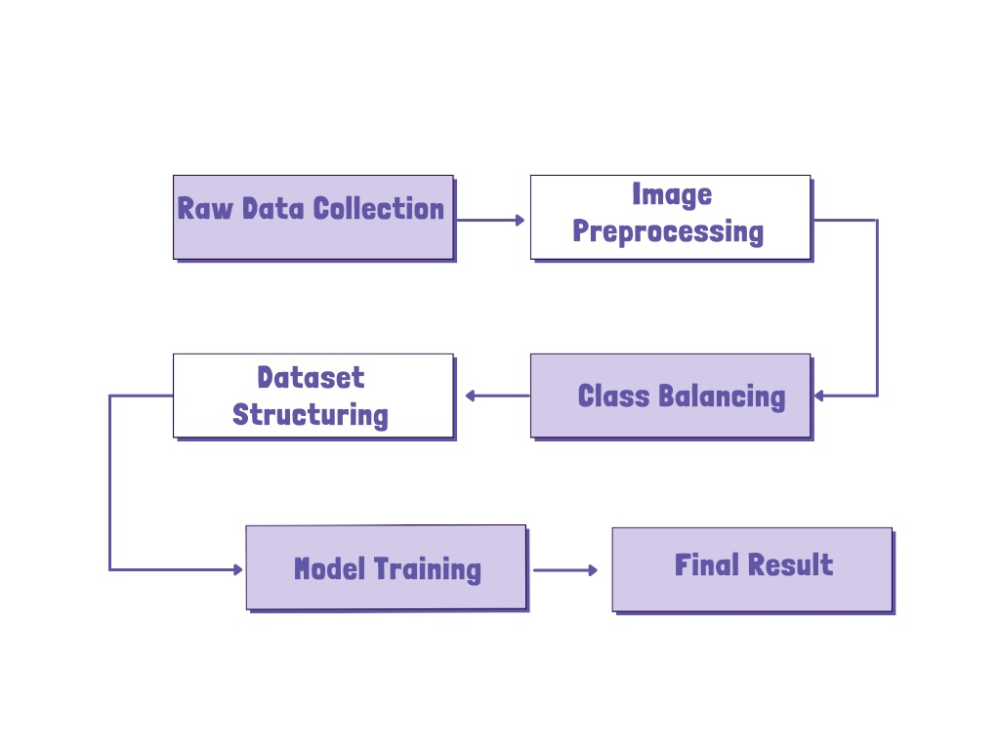 Raw Data Collection
Image
Preprocessing
Class Balancing
Dataset
Structuring
Model Training
Final Result